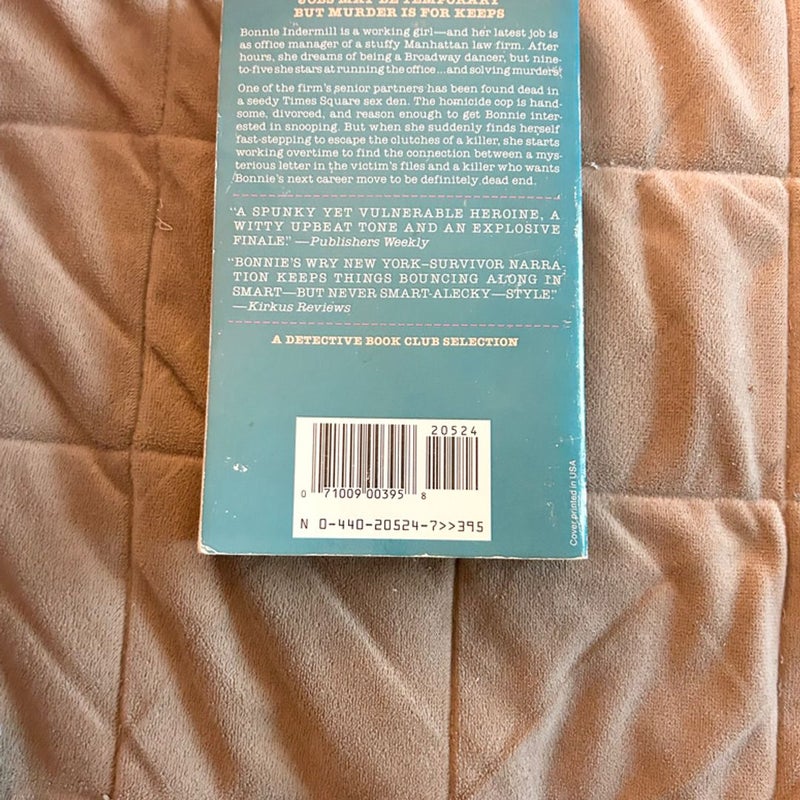 JOBS MAY BE TEMPORARY
BUT MURDER IS FOR KEEPS
Bonnie Indermill is a working girl—and her latest job is
as office manager of a stuffy Manhattan law firm. After
hours, she dreams of being a Broadway dancer, but nine-
to-five she stars at running the office...and solving murders!
One of the firm's senior partners has been found dead in
a seedy Times Square sex den. The homicide cop is hand-
some, divorced, and reason enough to get Bonnie inter-
ested in snooping. But when she suddenly finds herself
fast-stepping to escape the clutches of a killer, she starts
working overtime to find the connection between a mys-
terious letter in the victim's files and a killer who wants
Bonnie's next career move to be definitely dead end.
"A SPUNKY YET VULNERABLE HEROINE, A
WITTY UPBEAT TONE AND AN EXPLOSIVE
FINALE." —Publishers Weekly
"BONNIE'S WRY NEW YORK–SURVIVOR NARRA-
TION KEEPS THINGS BOUNCING ALONG IN
SMART—BUT NEVER SMART-ALECKY—STYLE."
—Kirkus Reviews
A DETECTIVE BOOK CLUB SELECTION
20524
0 71009 00395 8
N 0-440-20524-7>>395
Cover printed in USA